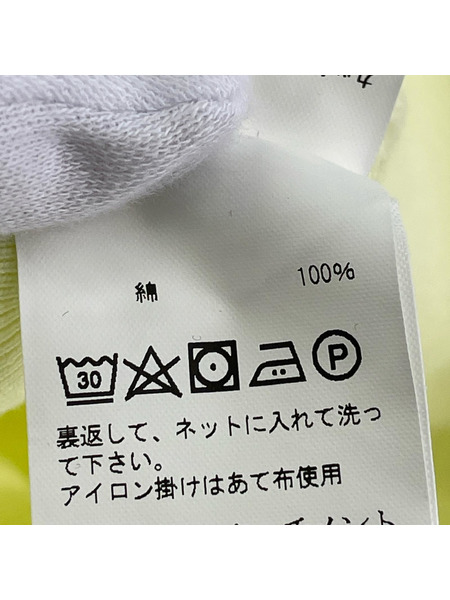 綿 100%
30 P
裏返して、ネットに入れて洗っ
て下さい。
アイロン掛けはあて布使用